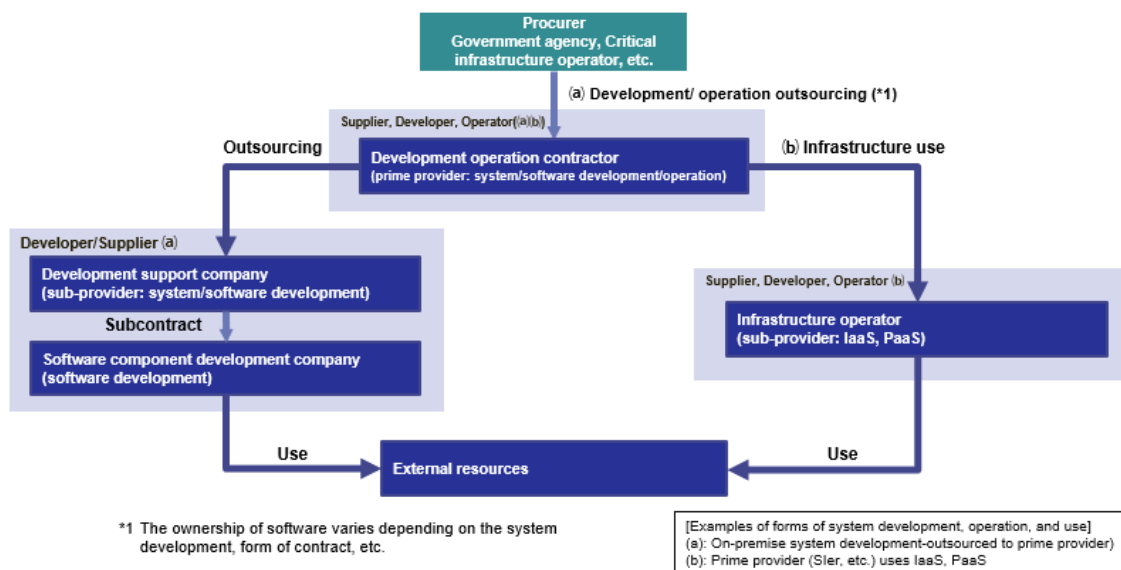 Procurer
Government agency, Critical
infrastructure operator, etc.
⒜ Development/ operation outsourcing (*1)
Supplier, Developer, Operator(⒜⒝)
Outsourcing
Development operation contractor
(prime provider: system/software development/operation)
⒝ Infrastructure use
Developer/Supplier ⒜
Development support company
(sub-provider: system/software development)
Subcontract
Software component development company
(software development)
Supplier, Developer, Operator ⒝
Infrastructure operator
(sub-provider: IaaS, PaaS)
Use
External resources
Use
*1 The ownership of software varies depending on the system
development, form of contract, etc.
[Examples of forms of system development, operation, and use]
(a): On-premise system development-outsourced to prime provider)
(b): Prime provider (SIer, etc.) uses IaaS, PaaS